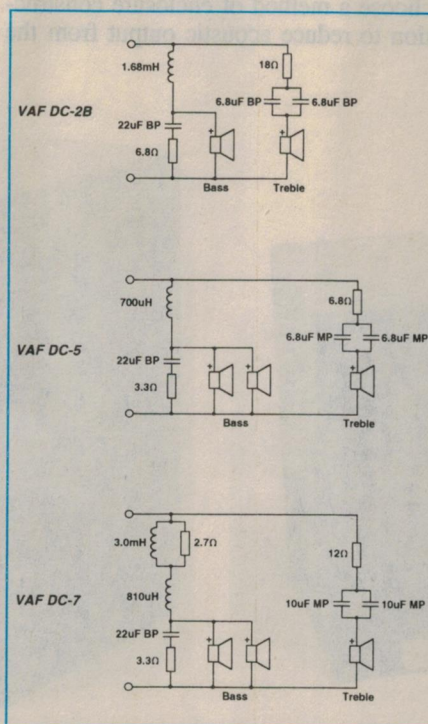 1.68mH
18Ω
VAF DC-2B
6.8uF BP 6.8uF BP
22uF BP
6.8Ω
+ +
Bass Treble
700uH
6.8Ω
VAF DC-5
6.8uF MP 6.8uF MP
22uF BP
3.3Ω
+ + +
Bass Treble
3.0mH 2.7Ω
12Ω
VAF DC-7
810uH
10uF MP 10uF MP
22uF BP
3.3Ω
+ + +
Bass Treble